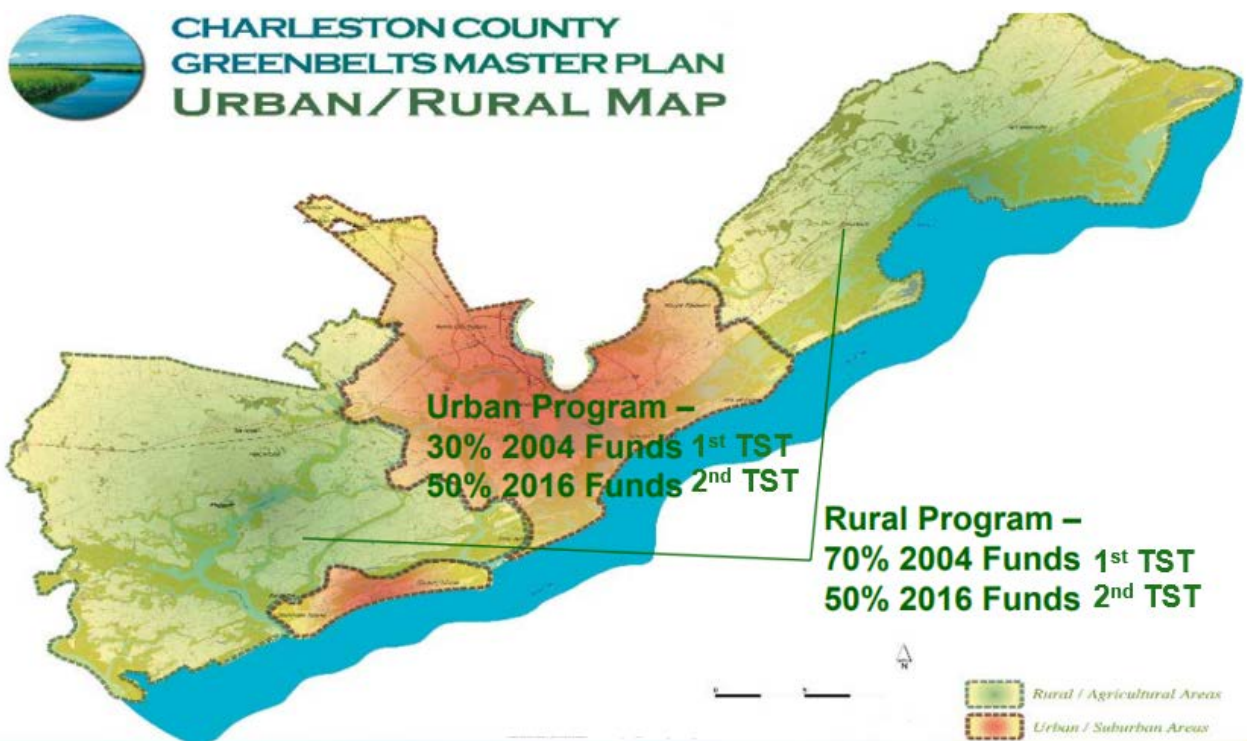 CHARLESTON COUNTY
GREENBELTS MASTER PLAN
URBAN/RURAL MAP
Urban Program –
30% 2004 Funds 1st TST
50% 2016 Funds 2nd TST
Rural Program –
70% 2004 Funds 1st TST
50% 2016 Funds 2nd TST
N
Rural / Agricultural Areas
Urban / Suburban Areas